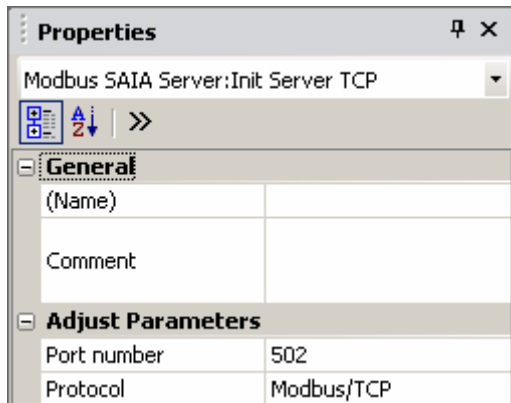 Properties
Modbus SAIA Server:Init Server TCP
General
(Name)
Comment
Adjust Parameters
Port number 502
Protocol Modbus/TCP